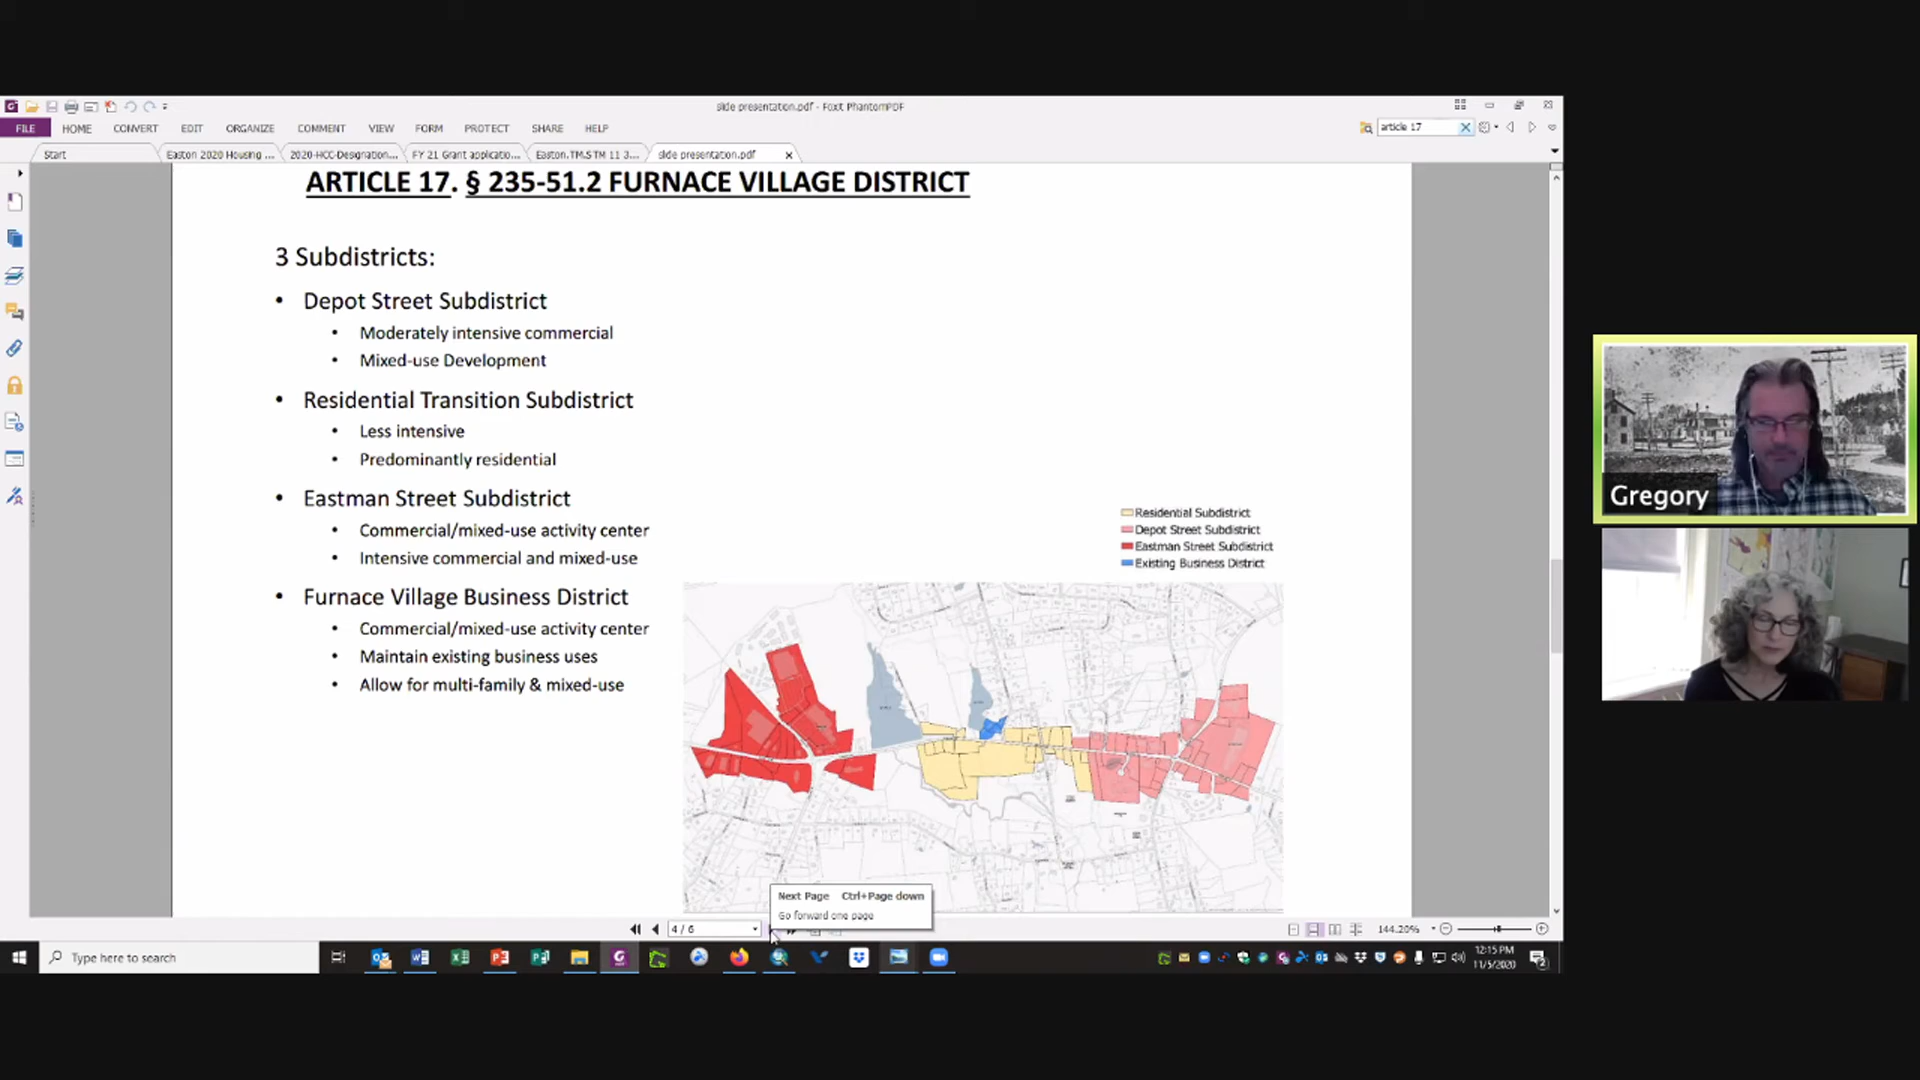 slide presentation.pdf - Foxit PhantomPDF
FILE HOME CONVERT EDIT ORGANIZE COMMENT VIEW FORM PROTECT SHARE HELP
article 17
Start
Easton 2020 Housing ...
2020-HCC-Designation...
FY 21 Grant applicatio...
Easton.TM.STM 11 3...
slide presentation.pdf
ARTICLE 17. § 235-51.2 FURNACE VILLAGE DISTRICT
3 Subdistricts:
• Depot Street Subdistrict
• Moderately intensive commercial
• Mixed-use Development
• Residential Transition Subdistrict
• Less intensive
• Predominantly residential
• Eastman Street Subdistrict
• Commercial/mixed-use activity center
• Intensive commercial and mixed-use
• Furnace Village Business District
• Commercial/mixed-use activity center
• Maintain existing business uses
• Allow for multi-family & mixed-use
Residential Subdistrict
Depot Street Subdistrict
Eastman Street Subdistrict
Existing Business District
Next Page Ctrl+Page down
Go forward one page
4 / 6
144.20%
Type here to search
12:15 PM
11/5/2020
Gregory